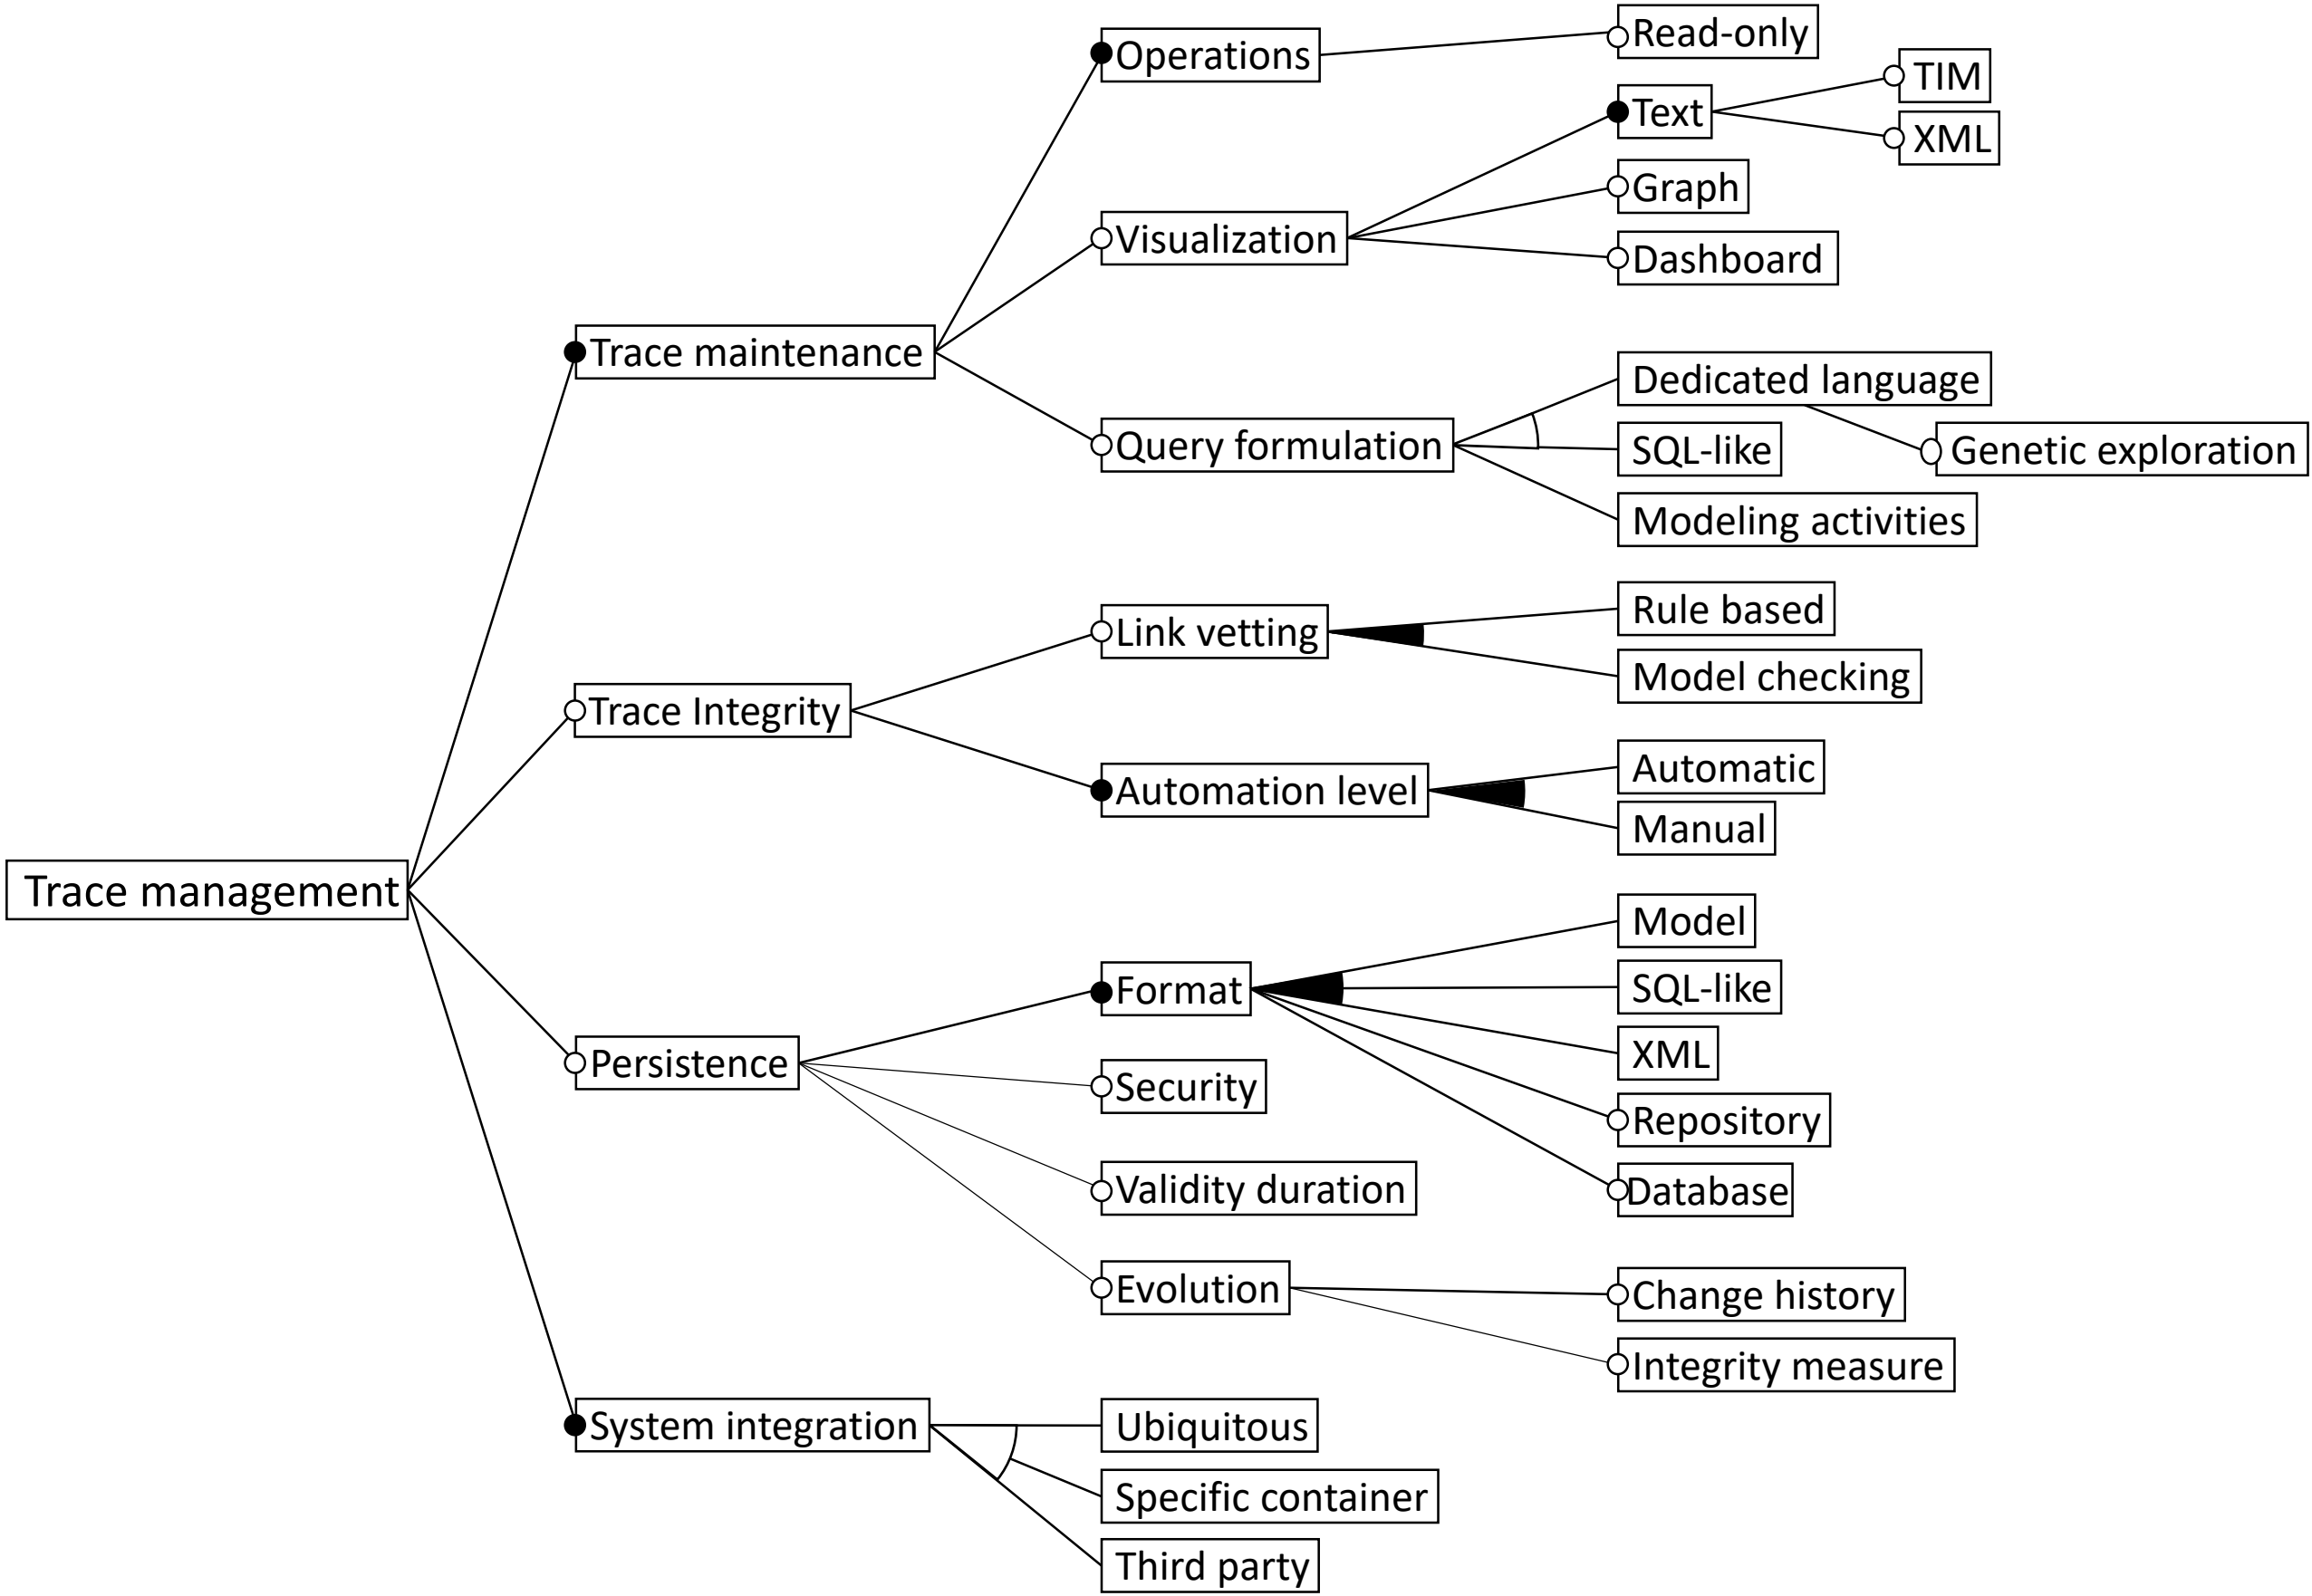 Trace management
Trace maintenance
Operations
Read-only
Visualization
Text
TIM
XML
Graph
Dashboard
Query formulation
Dedicated language
Genetic exploration
SQL-like
Modeling activities
Trace Integrity
Link vetting
Rule based
Model checking
Automation level
Automatic
Manual
Persistence
Format
Model
SQL-like
XML
Repository
Database
Security
Validity duration
Evolution
Change history
Integrity measure
System integration
Ubiquitous
Specific container
Third party